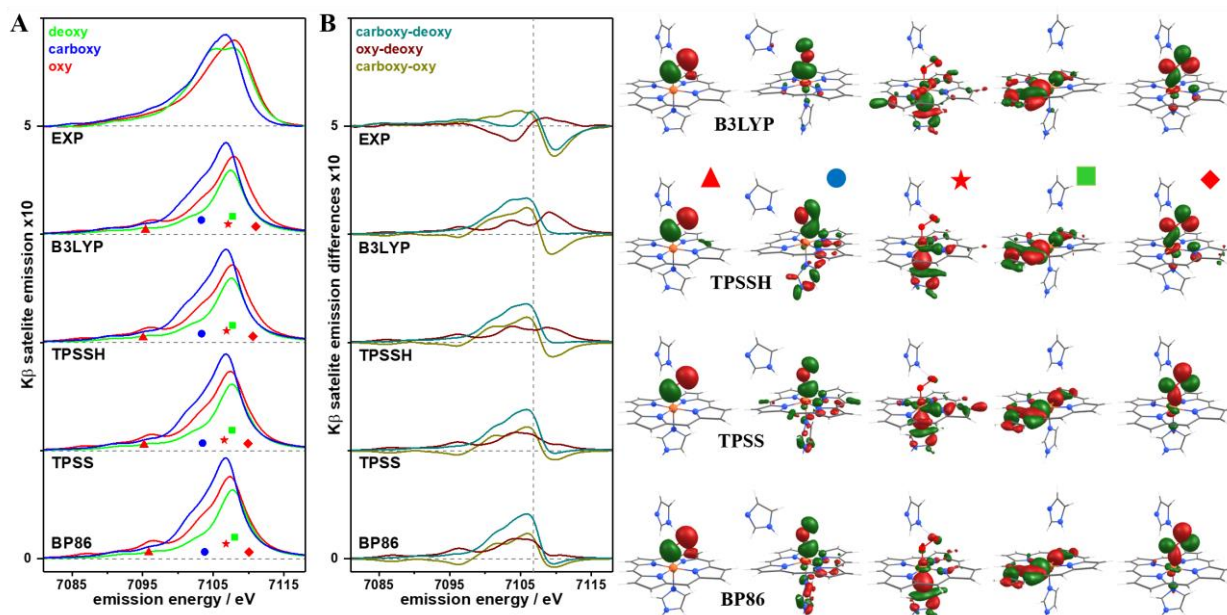 A
deoxy
carboxy
oxy
5
EXP
B3LYP
TPSSH
TPSS
BP86
0
Kβ satelite emission x10
7085 7095 7105 7115
emission energy / eV
B
carboxy-deoxy
oxy-deoxy
carboxy-oxy
5
EXP
B3LYP
TPSSH
TPSS
BP86
0
Kβ satelite emission differences x10
7085 7095 7105 7115
emission energy / eV
B3LYP
TPSSH
TPSS
BP86